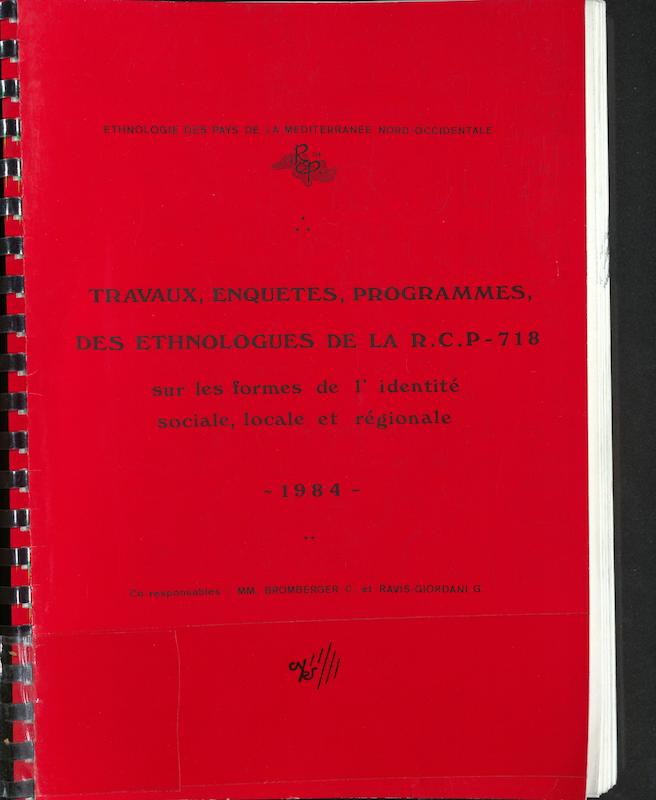 ETHNOLOGIE DES PAYS DE LA MEDITERRANEE NORD-OCCIDENTALE
RCP
TRAVAUX, ENQUETES, PROGRAMMES,
DES ETHNOLOGUES DE LA R.C.P-718
sur les formes de l' identité
sociale, locale et régionale
- 1984 -
Co-responsables : MM. BROMBERGER C. et RAVIS-GIORDANI G.